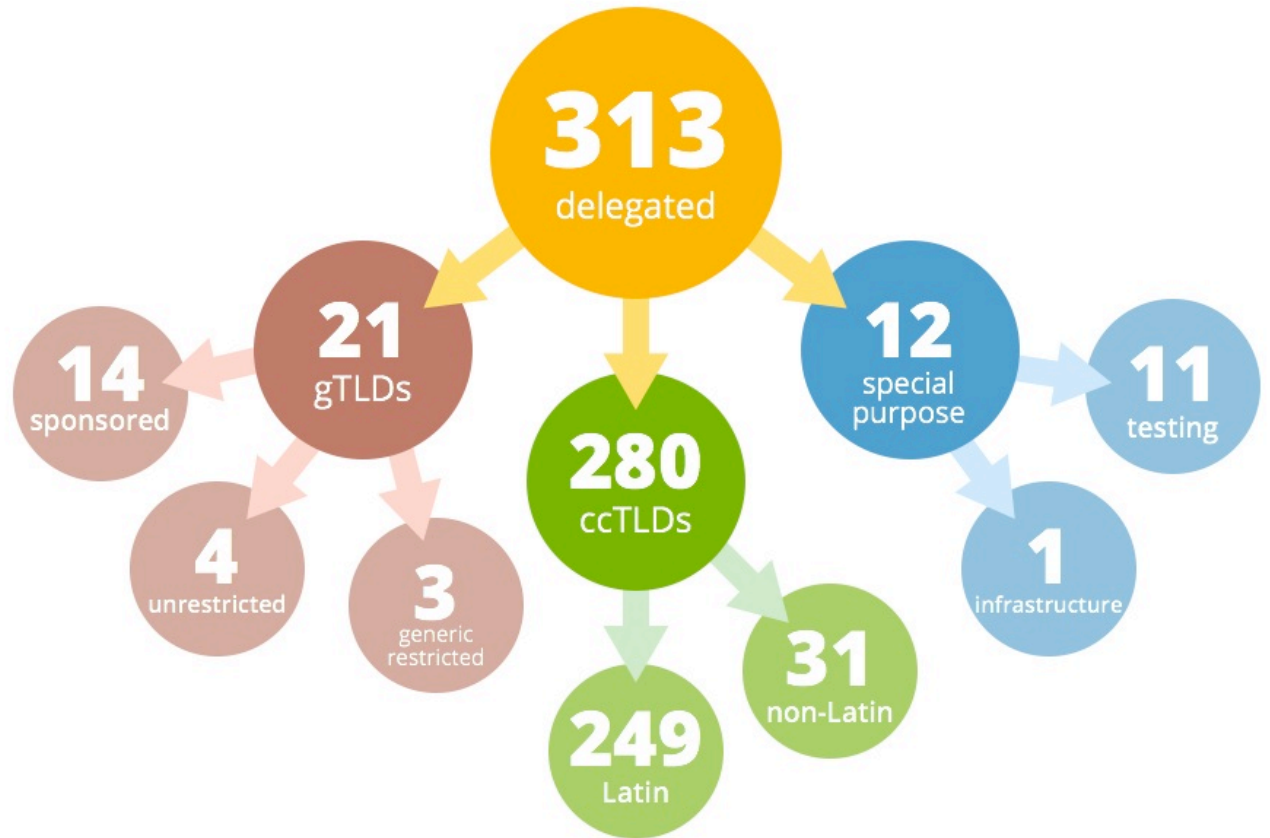 313
delegated
21
gTLDs
14
sponsored
4
unrestricted
3
generic
restricted
280
ccTLDs
249
Latin
31
non-Latin
12
special
purpose
11
testing
1
infrastructure